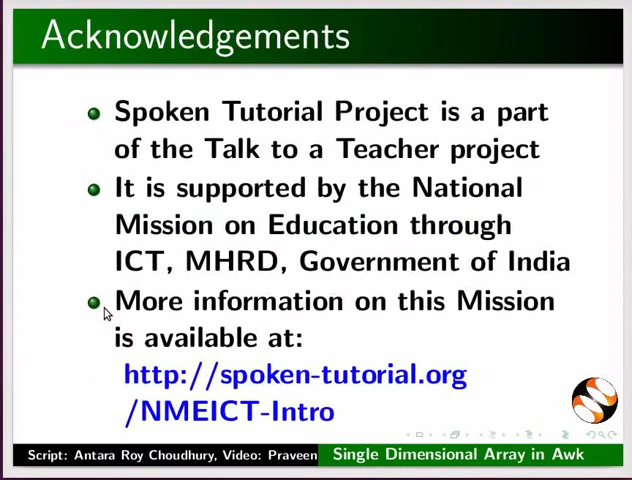 Acknowledgements
Spoken Tutorial Project is a part
of the Talk to a Teacher project
It is supported by the National
Mission on Education through
ICT, MHRD, Government of India
More information on this Mission
is available at:
http://spoken-tutorial.org
/NMEICT-Intro
Script: Antara Roy Choudhury, Video: Praveen
Single Dimensional Array in Awk